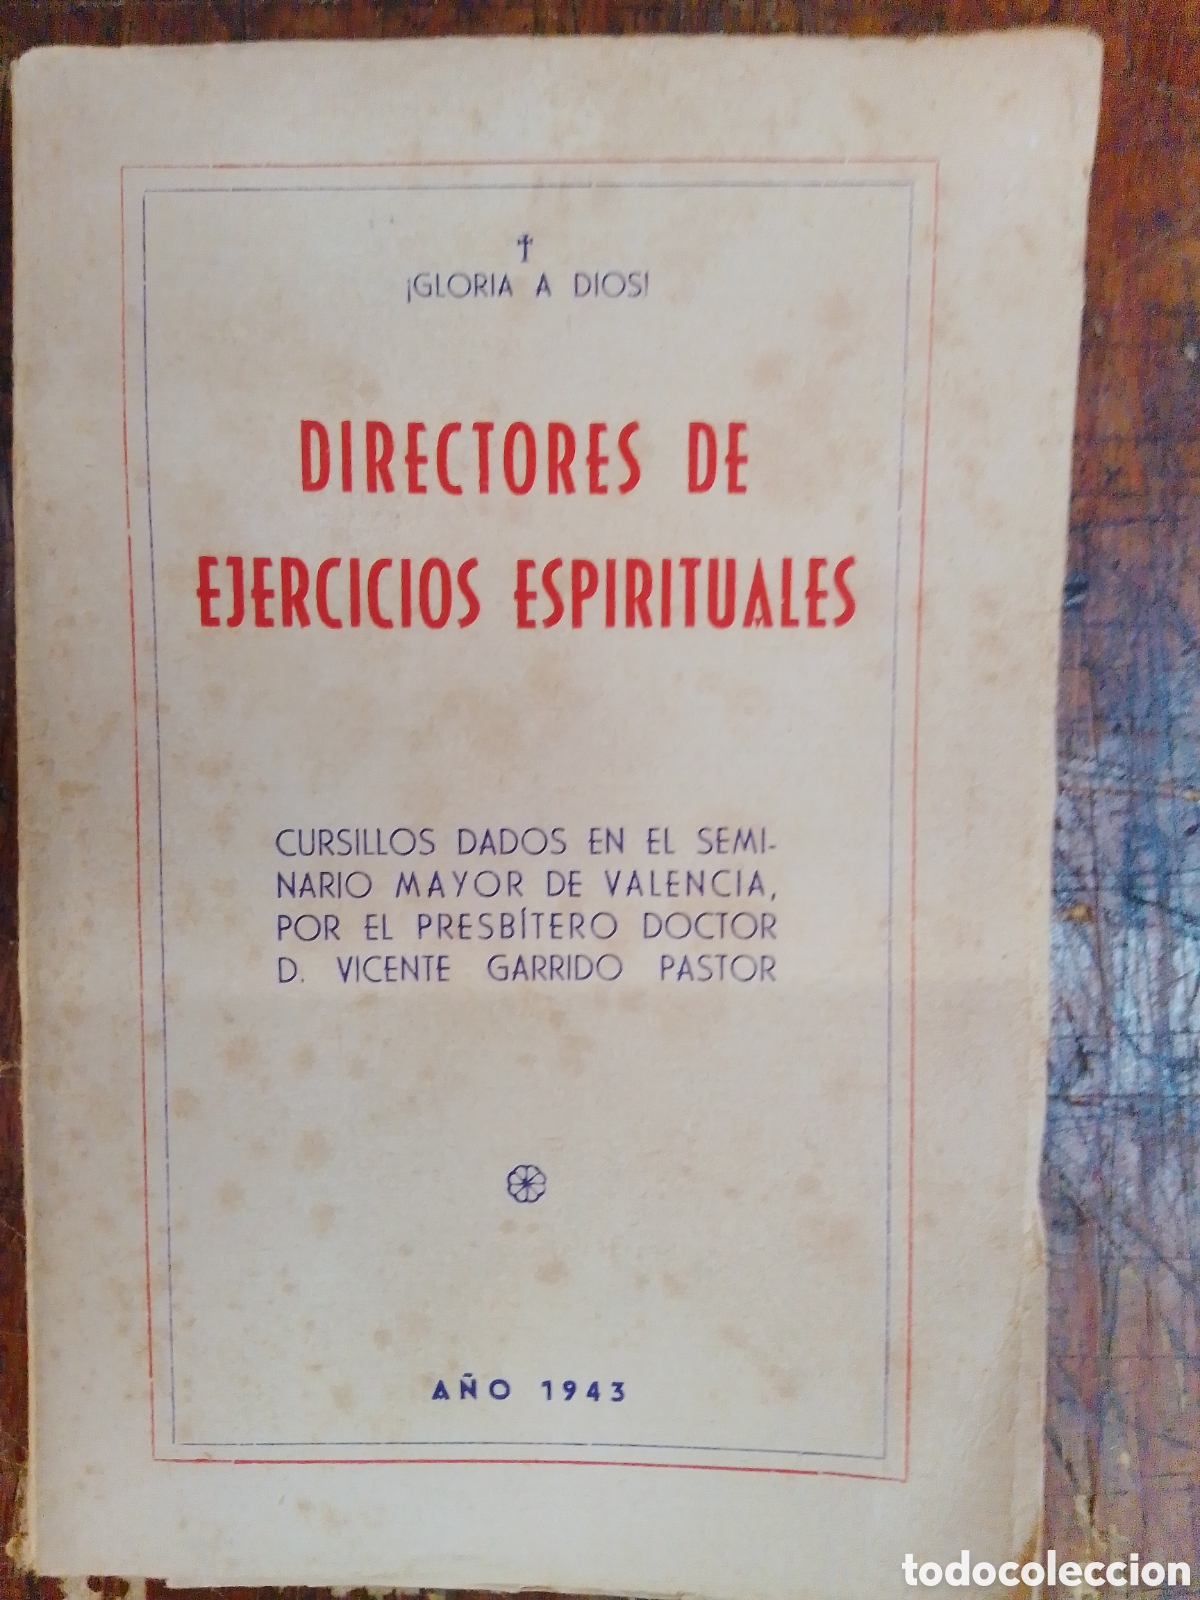 ¡GLORIA A DIOS!
DIRECTORES DE
EJERCICIOS ESPIRITUALES
CURSILLOS DADOS EN EL SEMI-
NARIO MAYOR DE VALENCIA,
POR EL PRESBÍTERO DOCTOR
D. VICENTE GARRIDO PASTOR
AÑO 1943
todocoleccion